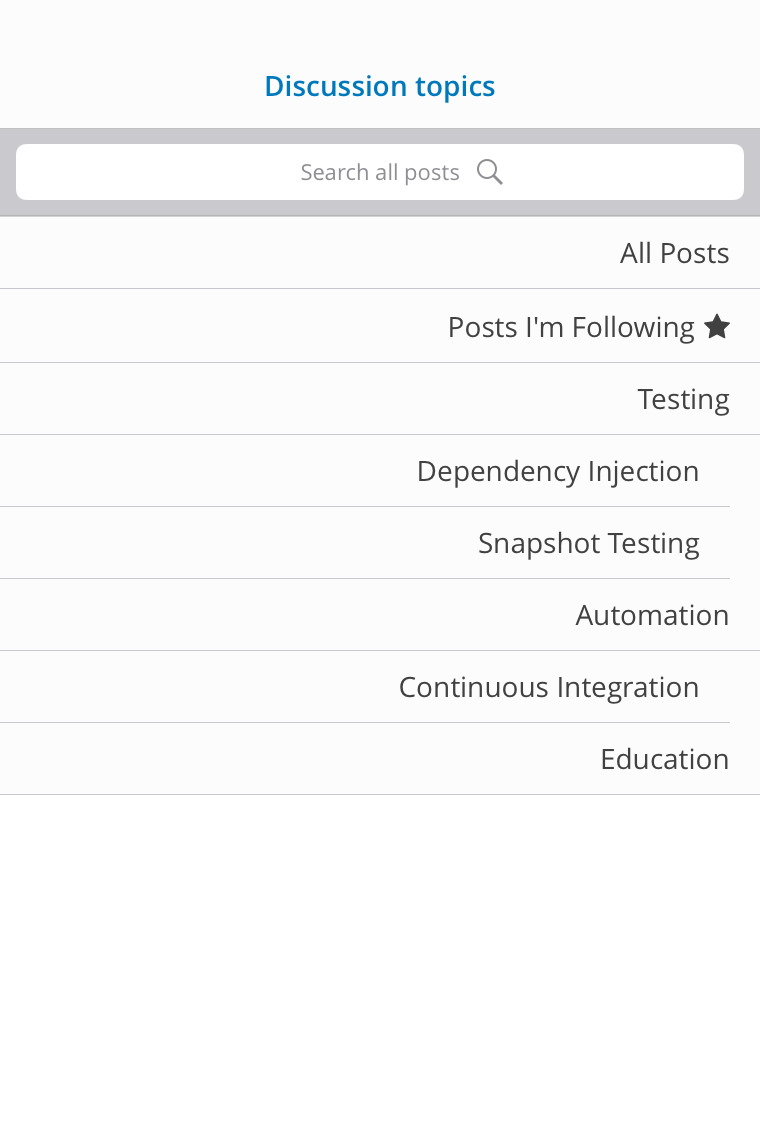 Discussion topics
Search all posts
All Posts
Posts I'm Following
Testing
Dependency Injection
Snapshot Testing
Automation
Continuous Integration
Education